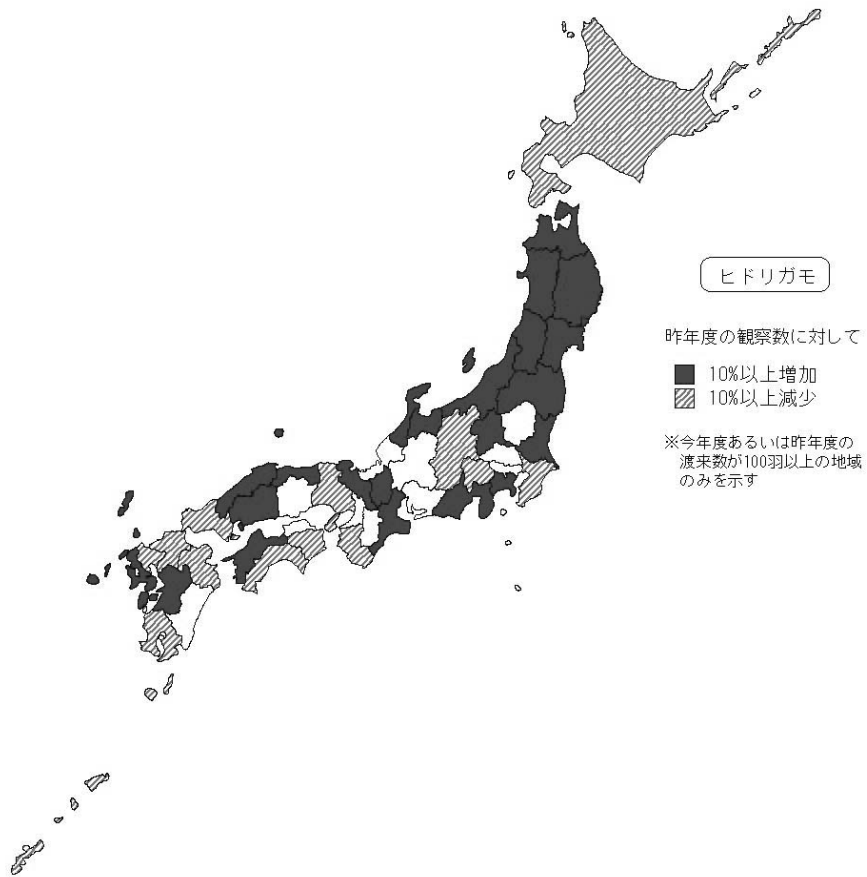 ヒドリガモ
昨年度の観察数に対して
10%以上増加
10%以上減少
※今年度あるいは昨年度の
渡来数が100羽以上の地域
のみを示す